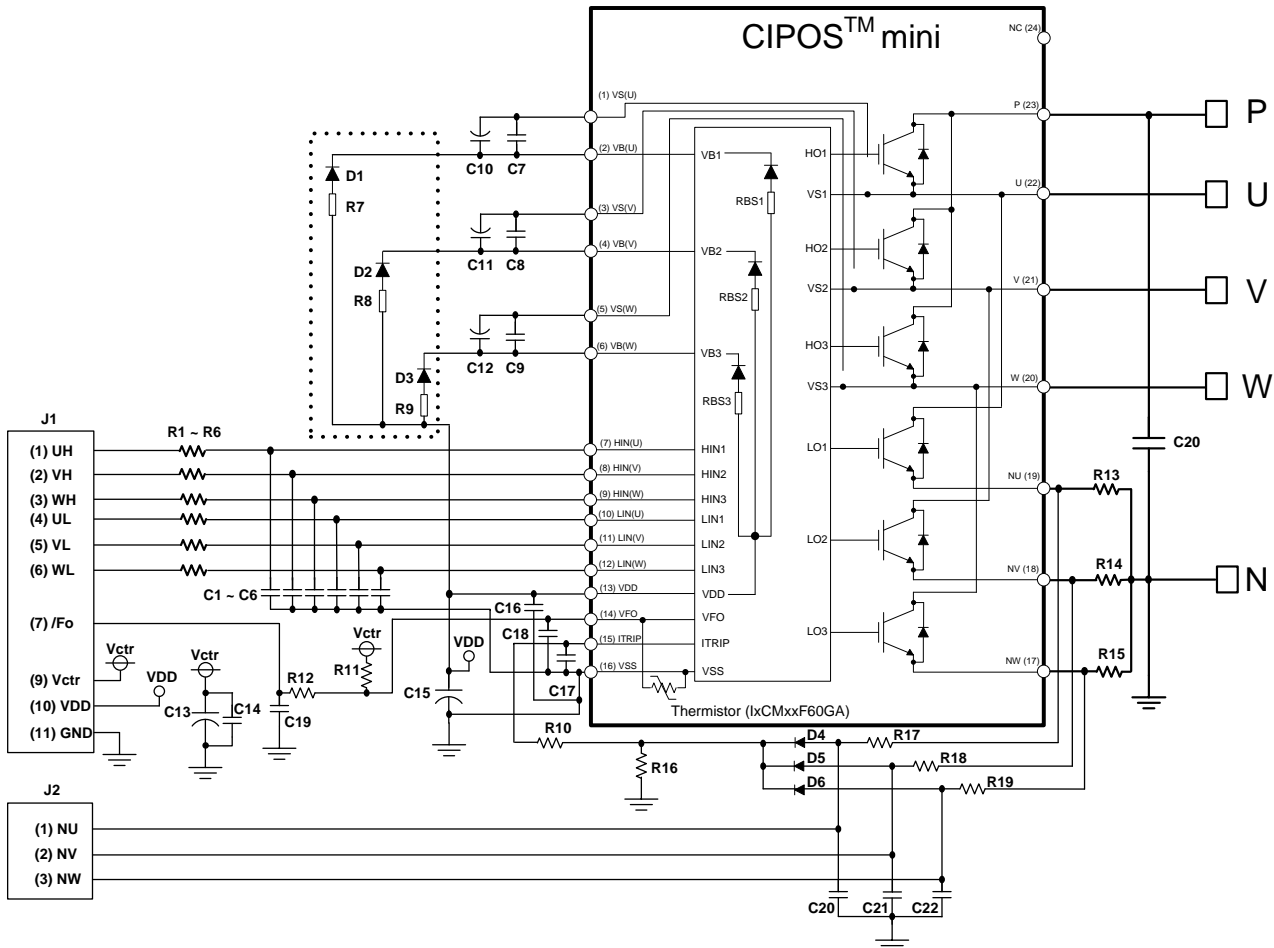 CIPOS™ mini
NC (24)
(1) VS(U)
P (23)
P
(2) VB(U)
VB1
HO1
C10
C7
D1
R7
RBS1
VS1
U (22)
U
(3) VS(V)
(4) VB(V)
VB2
HO2
C11
C8
D2
R8
RBS2
VS2
V (21)
V
(5) VS(W)
(6) VB(W)
VB3
HO3
C12
C9
D3
R9
RBS3
VS3
W (20)
W
J1
R1 ~ R6
(1) UH
(7) HIN(U)
HIN1
LO1
C20
(2) VH
(8) HIN(V)
HIN2
(3) WH
(9) HIN(W)
HIN3
NU (19)
R13
(4) UL
(10) LIN(U)
LIN1
(5) VL
(11) LIN(V)
LIN2
LO2
(6) WL
(12) LIN(W)
LIN3
NV (18)
R14
N
C1 ~ C6
C16
(13) VDD
VDD
(7) /Fo
(14) VFO
VFO
LO3
C18
Vctr
VDD
(15) ITRIP
ITRIP
R15
Vctr
Vctr
R11
(16) VSS
VSS
NW (17)
(9) Vctr
VDD
R12
C15
C17
(10) VDD
C13
C14
C19
Thermistor (IxCMxxF60GA)
(11) GND
R10
D4
R17
R16
D5
R18
D6
R19
J2
(1) NU
(2) NV
(3) NW
C20
C21
C22